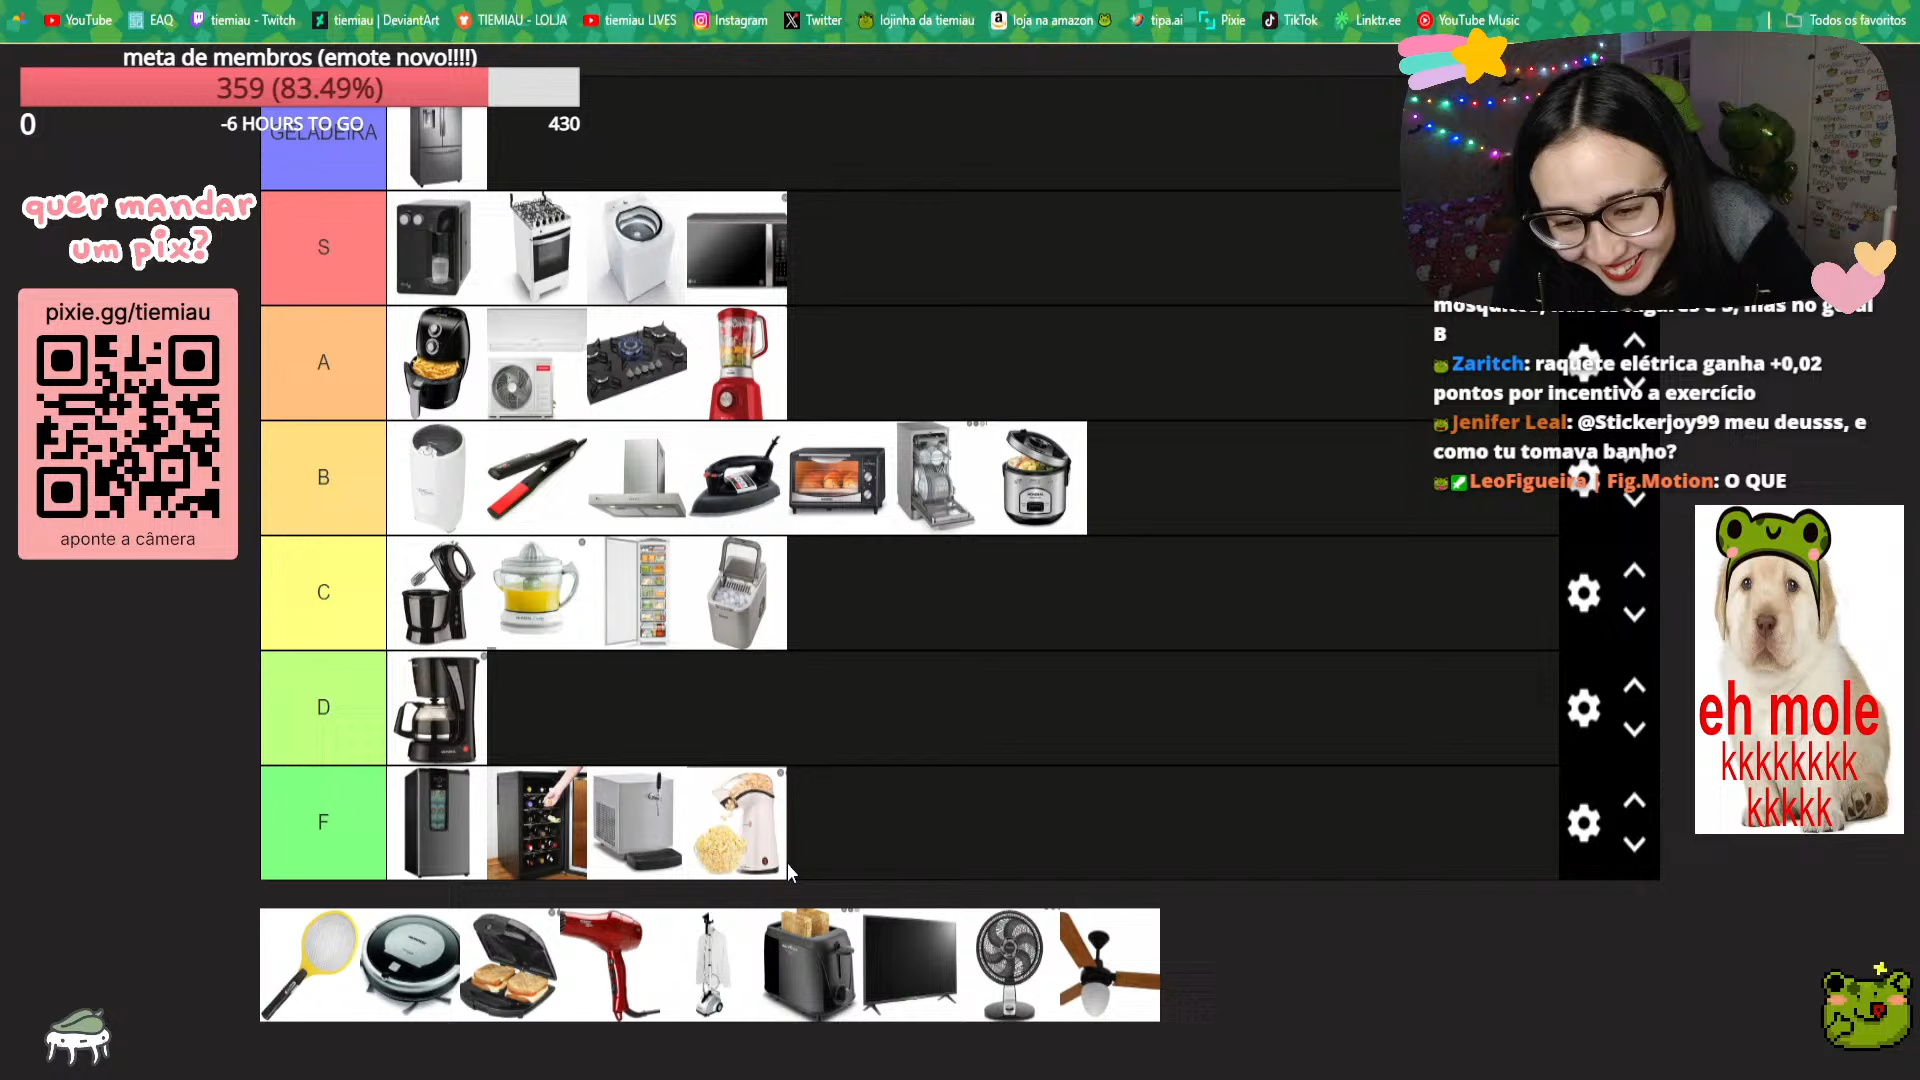 YouTube
EAQ
tiemiau - Twitch
tiemiau | DeviantArt
TIEMIAU - LOLJA
tiemiau LIVES
Instagram
Twitter
lojinha da tiemiau
loja na amazon
tipa.ai
Pixie
TikTok
Linktr.ee
YouTube Music
Todos os favoritos
meta de membros (emote novo!!!!)
359 (83.49%)
0
-6 HOURS TO GO
430
GELADEIRA
quer mandar
um pix?
pixie.gg/tiemiau
aponte a câmera
S
A
B
C
D
F
B
Zaritch: raquete elétrica ganha +0,02
pontos por incentivo a exercício
Jenifer Leal: @Stickerjoy99 meu deusss, e
como tu tomava banho?
LeoFigueira | Fig.Motion: O QUE
eh mole
kkkkkkkk
kkkkk